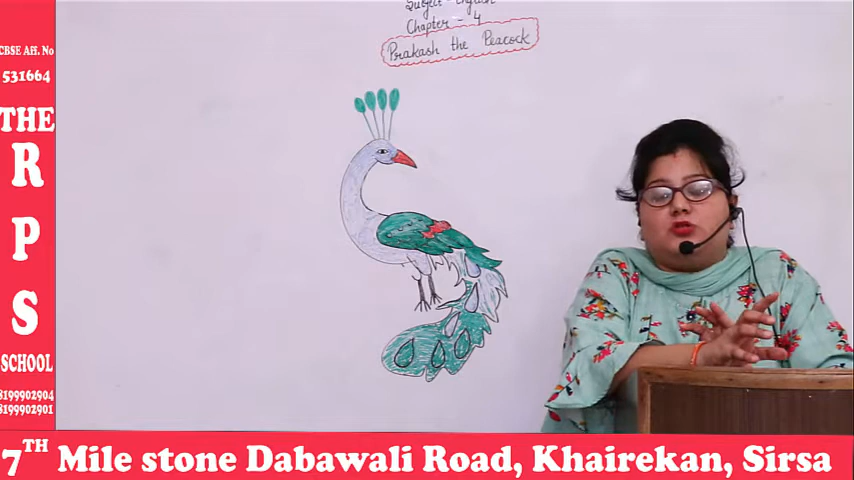 Subject - English
Chapter - 4
Prakash the Peacock
CBSE Aff. No
531664
THE
R
P
S
SCHOOL
8199902904
8199902901
7TH Mile stone Dabawali Road, Khairekan, Sirsa